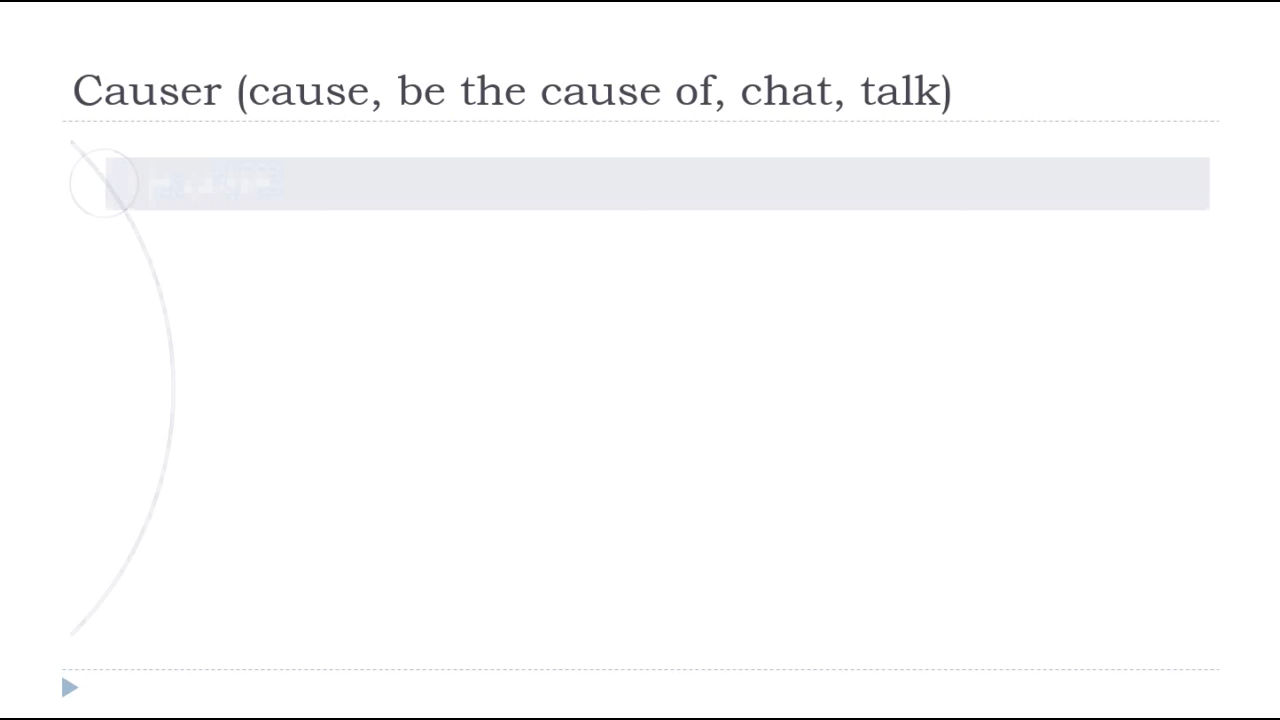 Causer (cause, be the cause of, chat, talk)